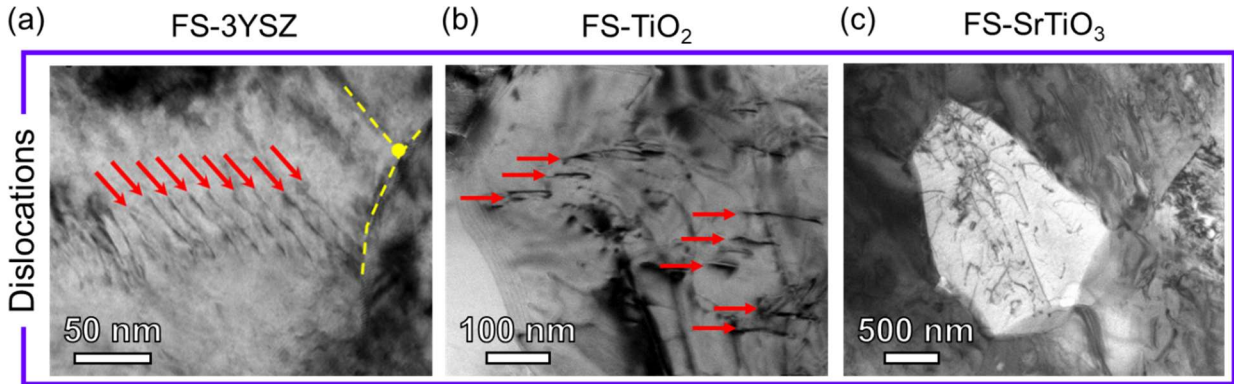 (a) FS-3YSZ (b) FS-TiO₂ (c) FS-SrTiO₃
Dislocations
50 nm 100 nm 500 nm